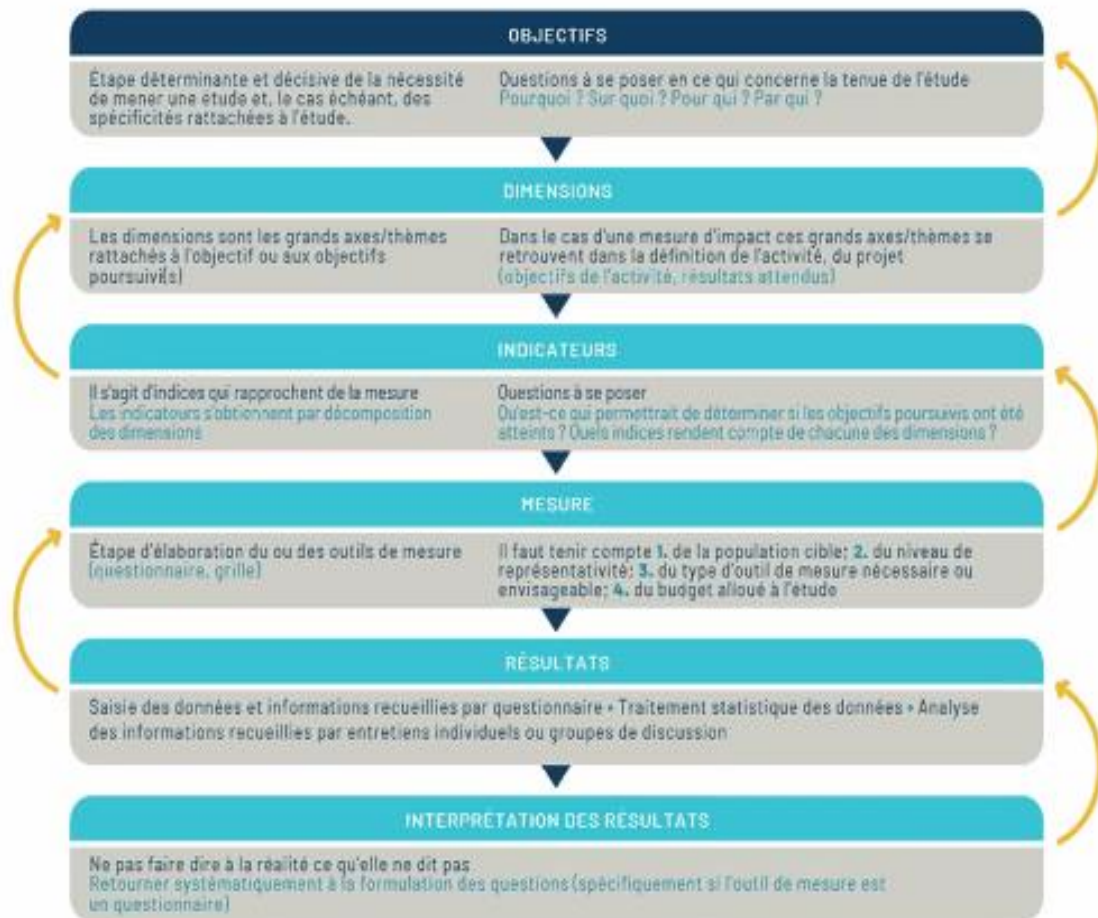 OBJECTIFS
Étape déterminante et décisive de la nécessité
de mener une étude et, le cas échéant, des
spécificités rattachées à l'étude.
Questions à se poser en ce qui concerne la tenue de l'étude
Pourquoi ? Sur quoi ? Pour qui ? Par qui ?
DIMENSIONS
Les dimensions sont les grands axes/thèmes
rattachés à l'objectif ou aux objectifs
poursuivi(s)
Dans le cas d'une mesure d'impact ces grands axes/thèmes se
retrouvent dans la définition de l'activité, du projet
(objectifs de l'activité, résultats attendus)
INDICATEURS
Il s'agit d'indices qui rapprochent de la mesure
Les indicateurs s'obtiennent par décomposition
des dimensions
Questions à se poser
Qu'est-ce qui permettrait de déterminer si les objectifs poursuivis ont été
atteints ? Quels indices rendent compte de chacune des dimensions ?
MESURE
Étape d'élaboration du ou des outils de mesure
(questionnaire, grille)
Il faut tenir compte 1. de la population cible; 2. du niveau de
représentativité; 3. du type d'outil de mesure nécessaire ou
envisageable; 4. du budget alloué à l'étude
RÉSULTATS
Saisie des données et informations recueillies par questionnaire • Traitement statistique des données • Analyse
des informations recueillies par entretiens individuels ou groupes de discussion
INTERPRÉTATION DES RÉSULTATS
Ne pas faire dire à la réalité ce qu'elle ne dit pas
Retourner systématiquement à la formulation des questions (spécifiquement si l'outil de mesure est
un questionnaire)